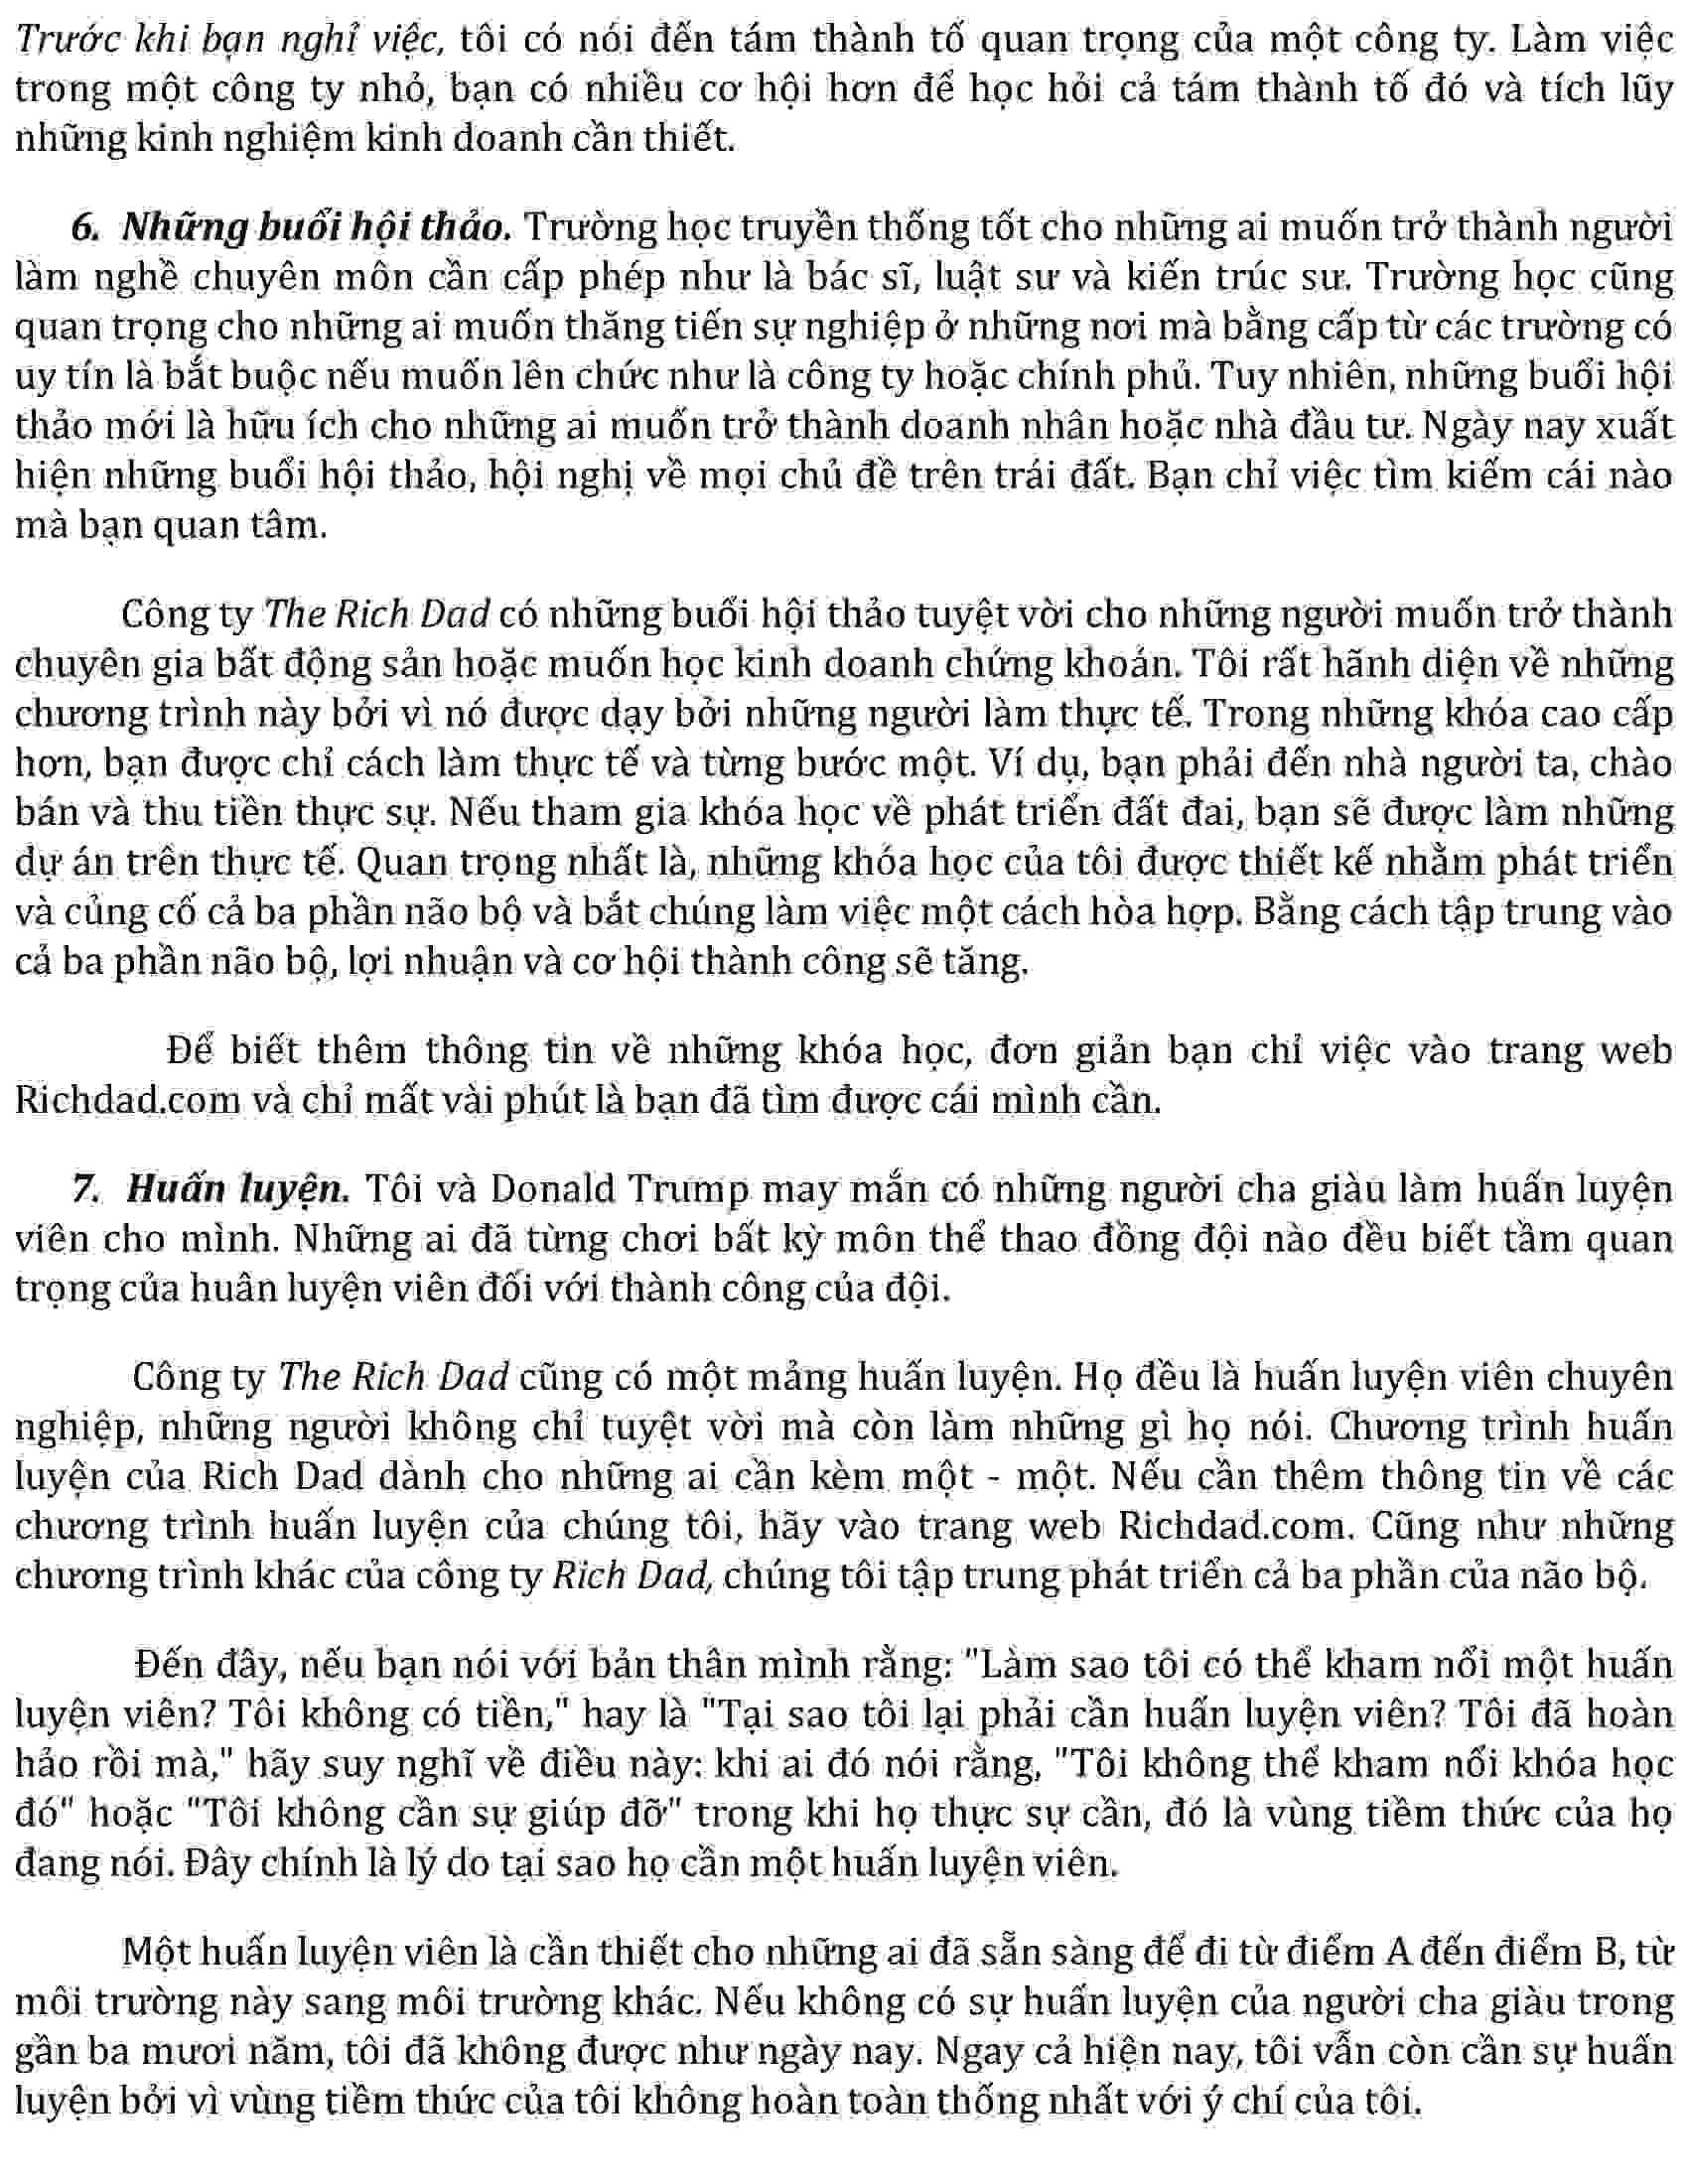 Trước khi bạn nghỉ việc, tôi có nói đến tám thành tố quan trọng của một công ty. Làm việc
trong một công ty nhỏ, bạn có nhiều cơ hội hơn để học hỏi cả tám thành tố đó và tích lũy
những kinh nghiệm kinh doanh cần thiết.
6. Những buổi hội thảo. Trường học truyền thống tốt cho những ai muốn trở thành người
làm nghề chuyên môn cần cấp phép như là bác sĩ, luật sư và kiến trúc sư. Trường học cũng
quan trọng cho những ai muốn thăng tiến sự nghiệp ở những nơi mà bằng cấp từ các trường có
uy tín là bắt buộc nếu muốn lên chức như là công ty hoặc chính phủ. Tuy nhiên, những buổi hội
thảo mới là hữu ích cho những ai muốn trở thành doanh nhân hoặc nhà đầu tư. Ngày nay xuất
hiện những buổi hội thảo, hội nghị về mọi chủ đề trên trái đất. Bạn chỉ việc tìm kiếm cái nào
mà bạn quan tâm.
Công ty The Rich Dad có những buổi hội thảo tuyệt vời cho những người muốn trở thành
chuyên gia bất động sản hoặc muốn học kinh doanh chứng khoán. Tôi rất hãnh diện về những
chương trình này bởi vì nó được dạy bởi những người làm thực tế. Trong những khóa cao cấp
hơn, bạn được chỉ cách làm thực tế và từng bước một. Ví dụ, bạn phải đến nhà người ta, chào
bán và thu tiền thực sự. Nếu tham gia khóa học về phát triển đất đai, bạn sẽ được làm những
dự án trên thực tế. Quan trọng nhất là, những khóa học của tôi được thiết kế nhằm phát triển
và củng cố cả ba phần não bộ và bắt chúng làm việc một cách hòa hợp. Bằng cách tập trung vào
cả ba phần não bộ, lợi nhuận và cơ hội thành công sẽ tăng.
Để biết thêm thông tin về những khóa học, đơn giản bạn chỉ việc vào trang web
Richdad.com và chỉ mất vài phút là bạn đã tìm được cái mình cần.
7. Huấn luyện. Tôi và Donald Trump may mắn có những người cha giàu làm huấn luyện
viên cho mình. Những ai đã từng chơi bất kỳ môn thể thao đồng đội nào đều biết tầm quan
trọng của huấn luyện viên đối với thành công của đội.
Công ty The Rich Dad cũng có một mảng huấn luyện. Họ đều là huấn luyện viên chuyên
nghiệp, những người không chỉ tuyệt vời mà còn làm những gì họ nói. Chương trình huấn
luyện của Rich Dad dành cho những ai cần kèm một - một. Nếu cần thêm thông tin về các
chương trình huấn luyện của chúng tôi, hãy vào trang web Richdad.com. Cũng như những
chương trình khác của công ty Rich Dad, chúng tôi tập trung phát triển cả ba phần của não bộ.
Đến đây, nếu bạn nói với bản thân mình rằng: "Làm sao tôi có thể kham nổi một huấn
luyện viên? Tôi không có tiền," hay là "Tại sao tôi lại phải cần huấn luyện viên? Tôi đã hoàn
hảo rồi mà," hãy suy nghĩ về điều này: khi ai đó nói rằng, "Tôi không thể kham nổi khóa học
đó" hoặc "Tôi không cần sự giúp đỡ" trong khi họ thực sự cần, đó là vùng tiềm thức của họ
đang nói. Đây chính là lý do tại sao họ cần một huấn luyện viên.
Một huấn luyện viên là cần thiết cho những ai đã sẵn sàng để đi từ điểm A đến điểm B, từ
môi trường này sang môi trường khác. Nếu không có sự huấn luyện của người cha giàu trong
gần ba mươi năm, tôi đã không được như ngày nay. Ngay cả hiện nay, tôi vẫn còn cần sự huấn
luyện bởi vì vùng tiềm thức của tôi không hoàn toàn thống nhất với ý chí của tôi.